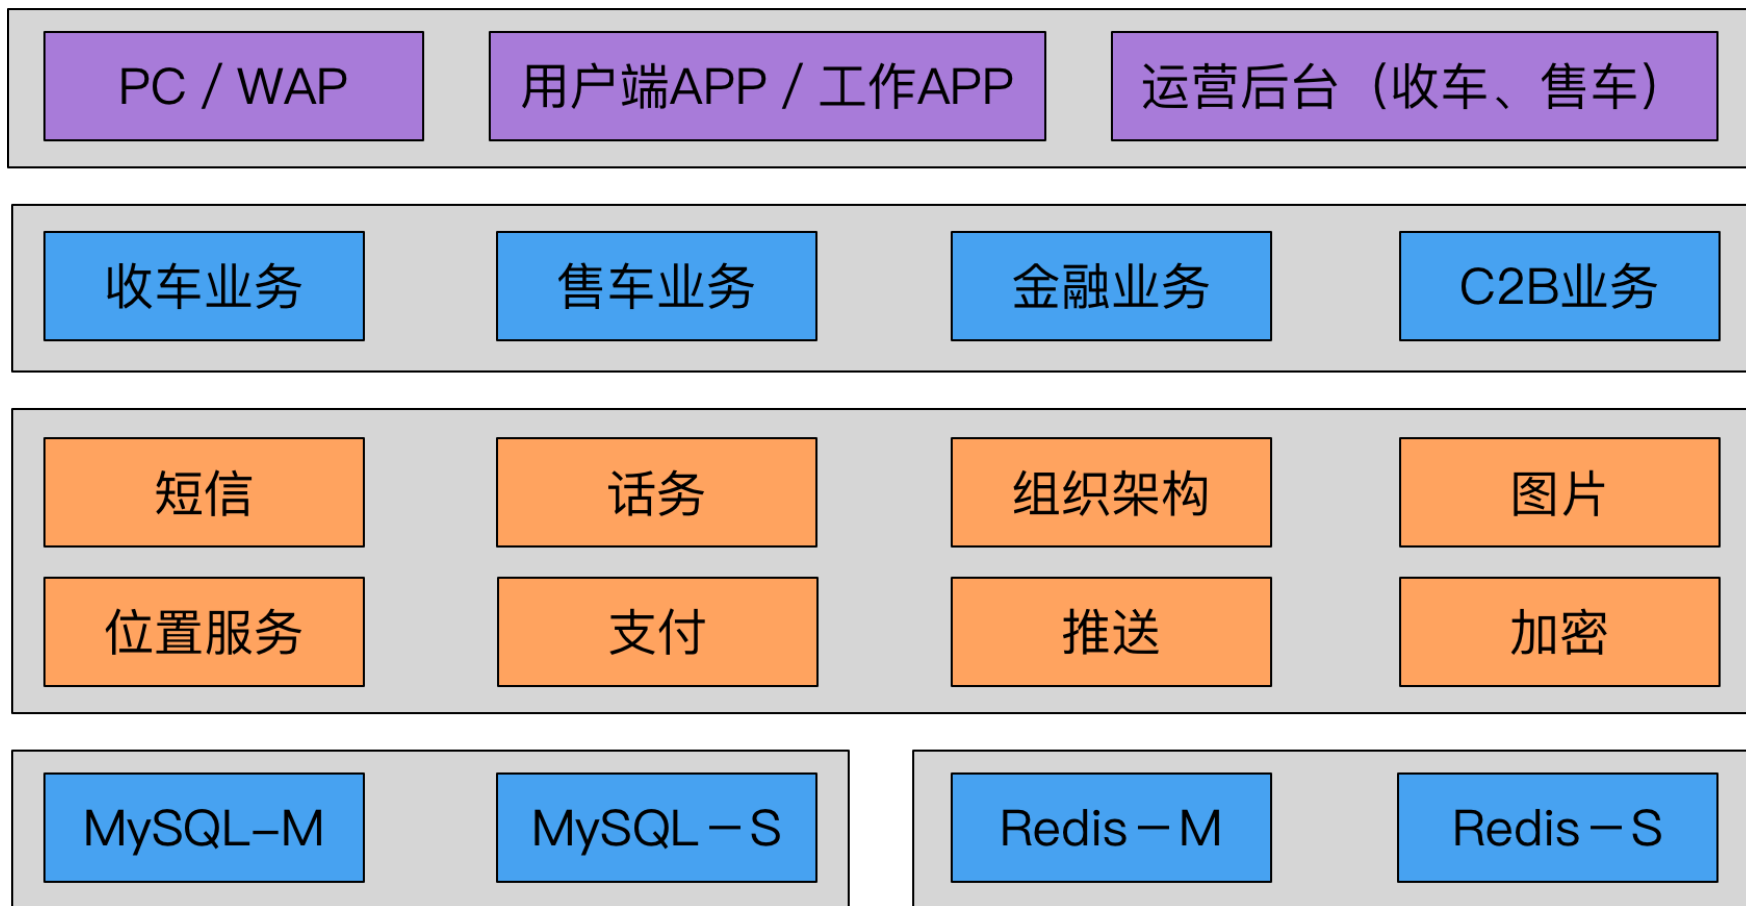 PC / WAP
用户端APP / 工作APP
运营后台（收车、售车）
收车业务
售车业务
金融业务
C2B业务
短信
话务
组织架构
图片
位置服务
支付
推送
加密
MySQL-M
MySQL－S
Redis－M
Redis－S